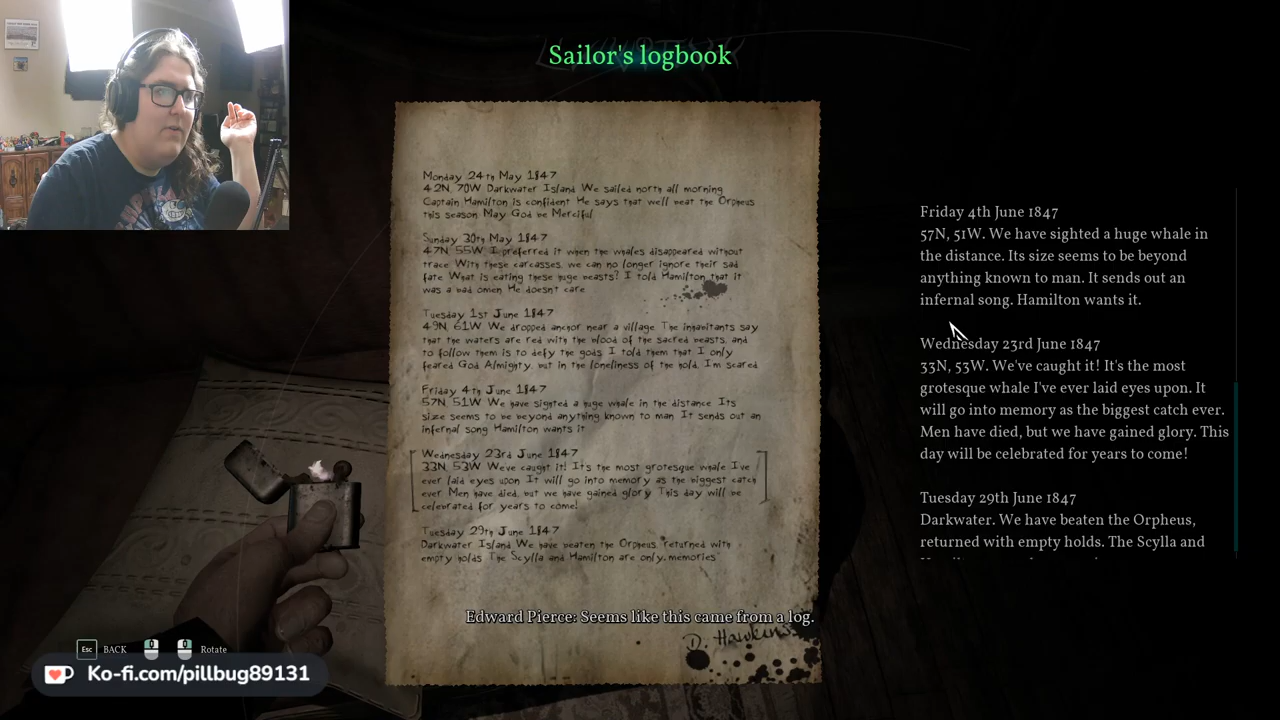 Sailor's logbook
Monday 24th May 1847
42N, 70W Darkwater Island We sailed north all morning
Captain Hamilton is confident He says that we'll beat the Orpheus
this season May God be Merciful
Sunday 30th May 1847
47N 55W I preferred it when the whales disappeared without
trace With these carcasses, we can no longer ignore their sad
fate What is eating these huge beasts? I told Hamilton that it
was a bad omen He doesn't care
Tuesday 1st June 1847
49N, 61W We dropped anchor near a village The inhabitants say
that the waters are red with the blood of the sacred beasts, and
to follow them is to defy the gods I told them that I only
feared God Almighty, but in the loneliness of the hold, I'm scared
Friday 4th June 1847
57N, 51W We have sighted a huge whale in the distance Its
size seems to be beyond anything known to man It sends out an
infernal song Hamilton wants it
Wednesday 23rd June 1847
33N, 53W We've caught it! It's the most grotesque whale I've
ever laid eyes upon It will go into memory as the biggest catch
ever Men have died, but we have gained glory This day will be
celebrated for years to come!
Tuesday 29th June 1847
Darkwater Island We have beaten the Orpheus, returned with
empty holds The Scylla and Hamilton are only memories
D. Hawkins
Friday 4th June 1847
57N, 51W. We have sighted a huge whale in
the distance. Its size seems to be beyond
anything known to man. It sends out an
infernal song. Hamilton wants it.
Wednesday 23rd June 1847
33N, 53W. We've caught it! It's the most
grotesque whale I've ever laid eyes upon. It
will go into memory as the biggest catch ever.
Men have died, but we have gained glory. This
day will be celebrated for years to come!
Tuesday 29th June 1847
Darkwater. We have beaten the Orpheus,
returned with empty holds. The Scylla and
Edward Pierce: Seems like this came from a log.
Esc BACK Rotate
Ko-fi.com/pillbug89131